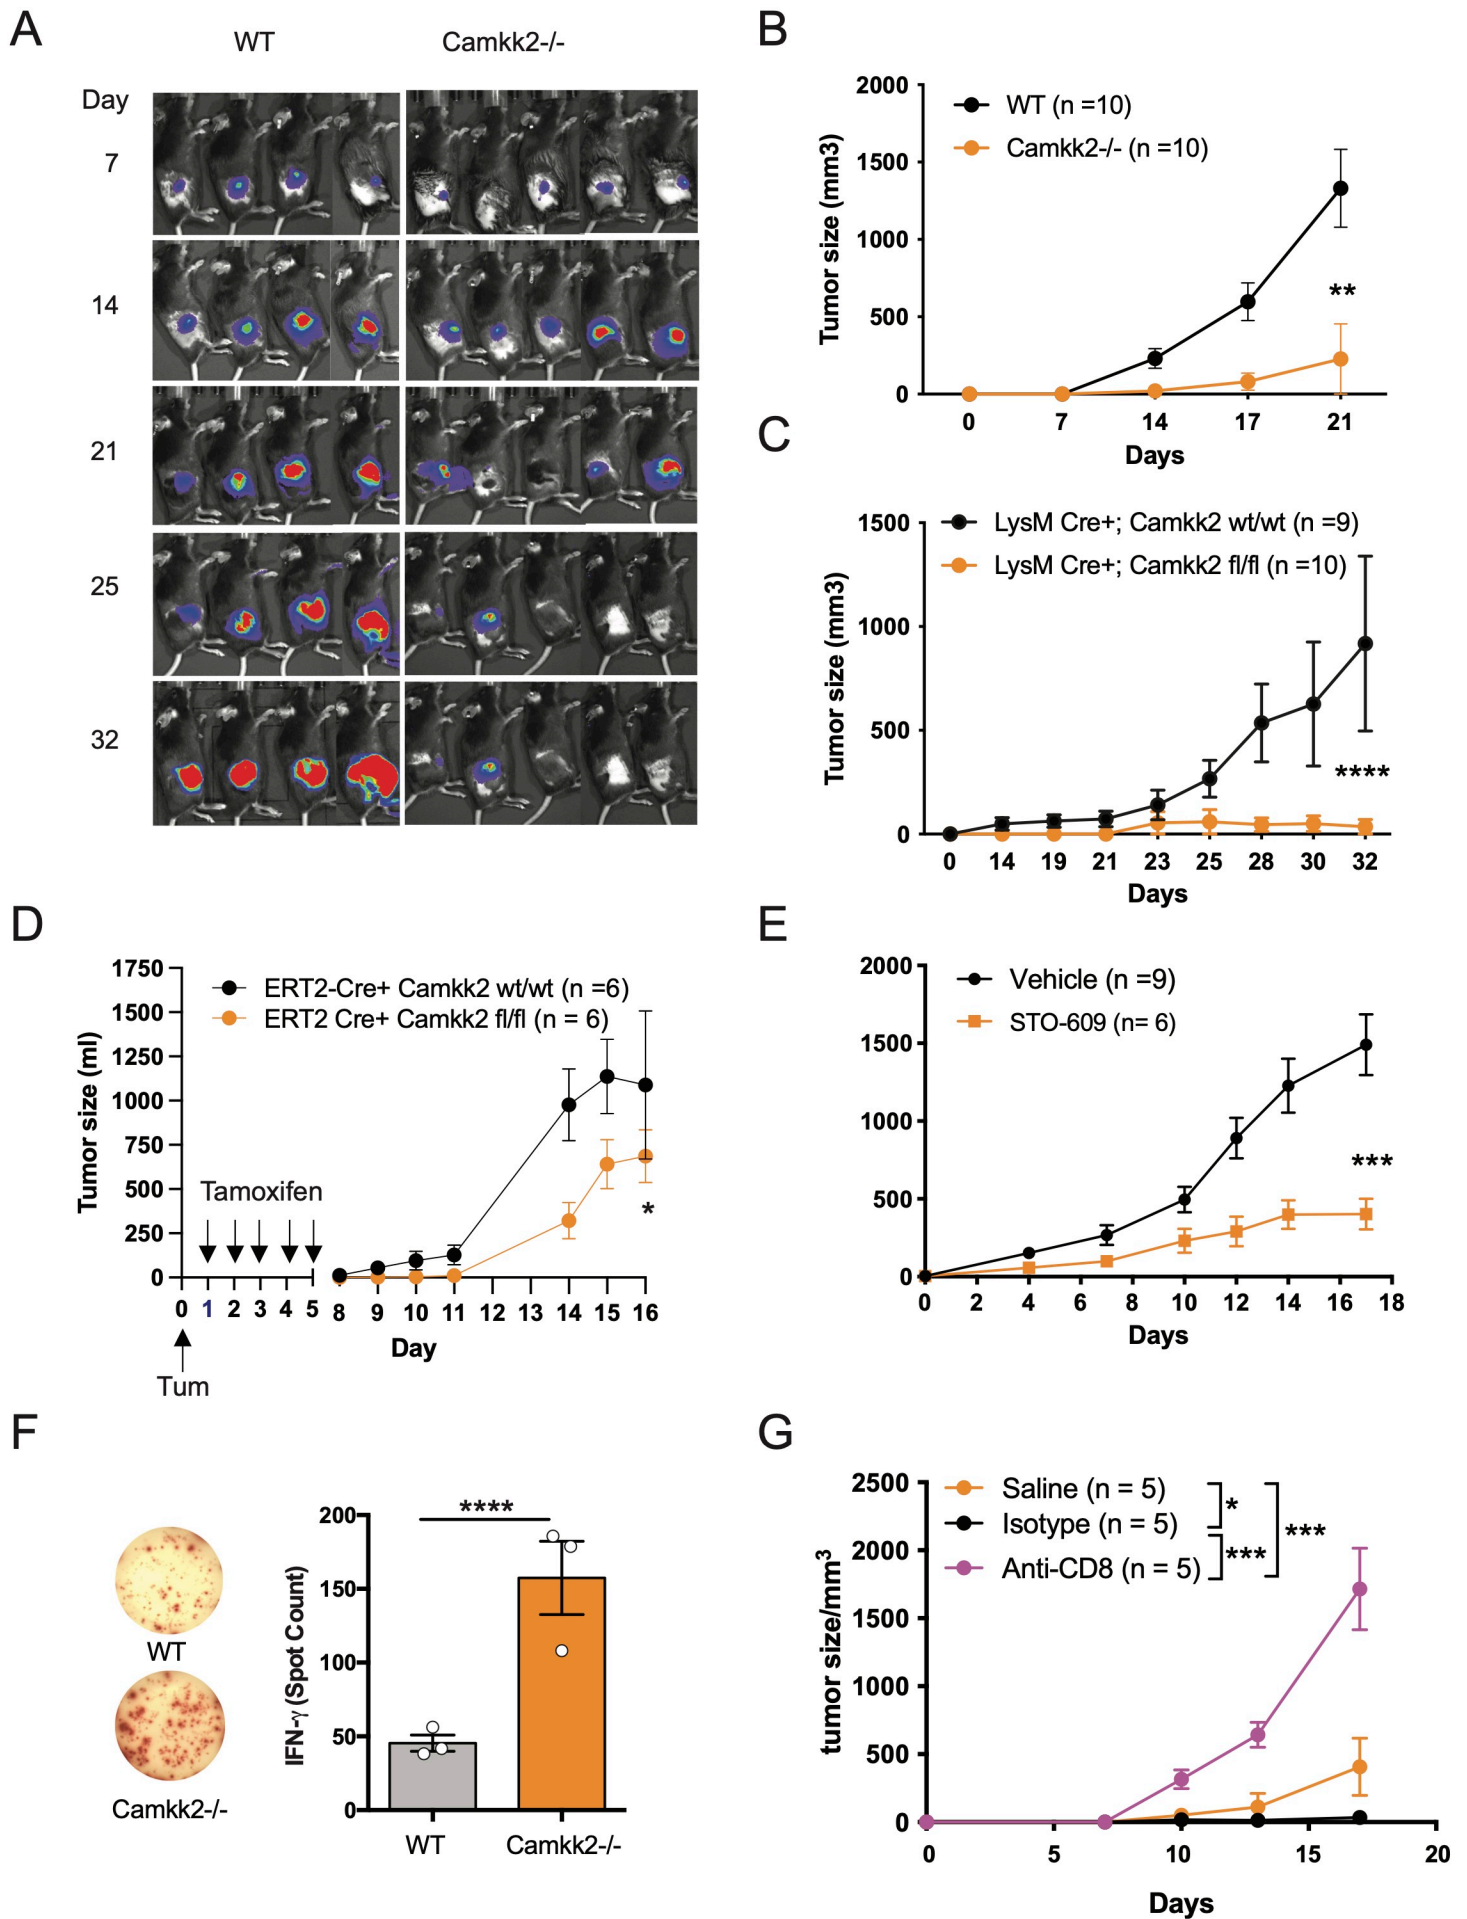 A
WT
Camkk2-/-
Day
7
14
21
25
32
B
2000
1500
1000
500
0
Tumor size (mm3)
WT (n =10)
Camkk2-/- (n =10)
**
0 7 14 17 21
Days
C
1500
1000
500
0
Tumor size (mm3)
LysM Cre+; Camkk2 wt/wt (n =9)
LysM Cre+; Camkk2 fl/fl (n =10)
****
0 14 19 21 23 25 28 30 32
Days
D
1750
1500
1250
1000
750
500
250
0
Tumor size (ml)
ERT2-Cre+ Camkk2 wt/wt (n =6)
ERT2 Cre+ Camkk2 fl/fl (n = 6)
Tamoxifen
*
0 1 2 3 4 5 8 9 10 11 12 13 14 15 16
Day
Tum
E
2000
1500
1000
500
0
Tumor size (mm3)
Vehicle (n =9)
STO-609 (n= 6)
***
0 2 4 6 8 10 12 14 16 18
Days
F
WT
Camkk2-/-
200
150
100
50
0
IFN-γ (Spot Count)
****
WT Camkk2-/-
G
2500
2000
1500
1000
500
0
tumor size/mm³
Saline (n = 5)
Isotype (n = 5)
Anti-CD8 (n = 5)
*
***
***
0 5 10 15 20
Days